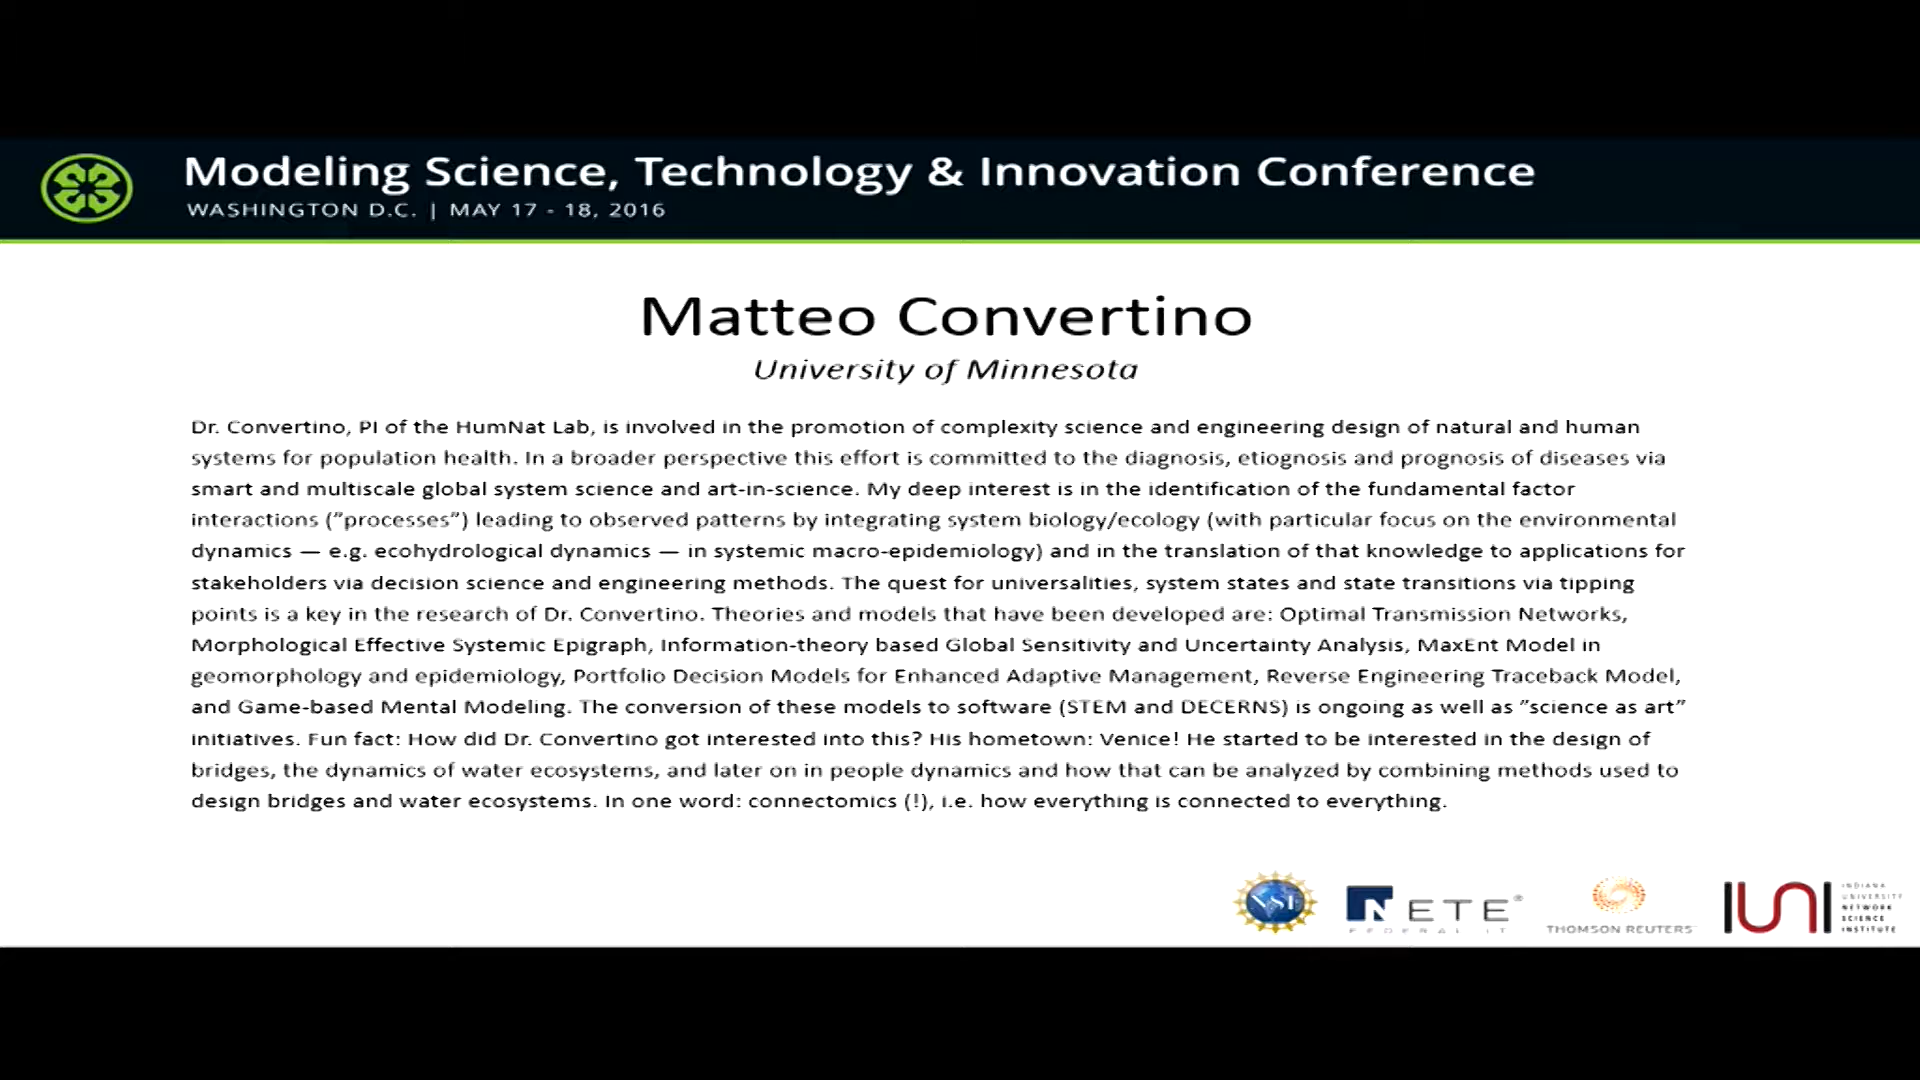 Modeling Science, Technology & Innovation Conference
WASHINGTON D.C. | MAY 17 - 18, 2016
Matteo Convertino
University of Minnesota
Dr. Convertino, PI of the HumNat Lab, is involved in the promotion of complexity science and engineering design of natural and human
systems for population health. In a broader perspective this effort is committed to the diagnosis, etiognosis and prognosis of diseases via
smart and multiscale global system science and art-in-science. My deep interest is in the identification of the fundamental factor
interactions ("processes") leading to observed patterns by integrating system biology/ecology (with particular focus on the environmental
dynamics — e.g. ecohydrological dynamics — in systemic macro-epidemiology) and in the translation of that knowledge to applications for
stakeholders via decision science and engineering methods. The quest for universalities, system states and state transitions via tipping
points is a key in the research of Dr. Convertino. Theories and models that have been developed are: Optimal Transmission Networks,
Morphological Effective Systemic Epigraph, Information-theory based Global Sensitivity and Uncertainty Analysis, MaxEnt Model in
geomorphology and epidemiology, Portfolio Decision Models for Enhanced Adaptive Management, Reverse Engineering Traceback Model,
and Game-based Mental Modeling. The conversion of these models to software (STEM and DECERNS) is ongoing as well as "science as art"
initiatives. Fun fact: How did Dr. Convertino got interested into this? His hometown: Venice! He started to be interested in the design of
bridges, the dynamics of water ecosystems, and later on in people dynamics and how that can be analyzed by combining methods used to
design bridges and water ecosystems. In one word: connectomics (!), i.e. how everything is connected to everything.
NSF
NETE®
FEDERAL IT
THOMSON REUTERS
IUNI
INDIANA
UNIVERSITY
NETWORK
SCIENCE
INSTITUTE